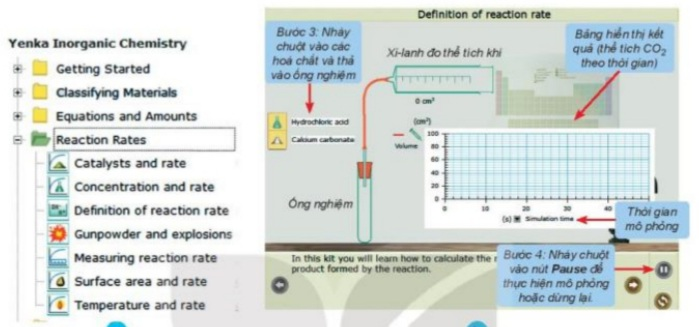 Yenka Inorganic Chemistry
Getting Started
Classifying Materials
Equations and Amounts
Reaction Rates
Catalysts and rate
Concentration and rate
Definition of reaction rate
Gunpowder and explosions
Measuring reaction rate
Surface area and rate
Temperature and rate
Definition of reaction rate
Bước 3: Nháy
chuột vào các
hoá chất và thả
vào ống nghiệm
Xi-lanh đo thể tích khí
Bảng hiển thị kết
quả (thể tích CO₂
theo thời gian)
0 cm³
Hydrochloric acid
Calcium carbonate
(cm³)
Volume
100
80
60
40
20
0
0 10 20 30 40
(s) Simulation time
Ống nghiệm
Thời gian
mô phỏng
In this kit you will learn how to calculate the
product formed by the reaction.
Bước 4: Nháy chuột
vào nút Pause để
thực hiện mô phỏng
hoặc dừng lại.